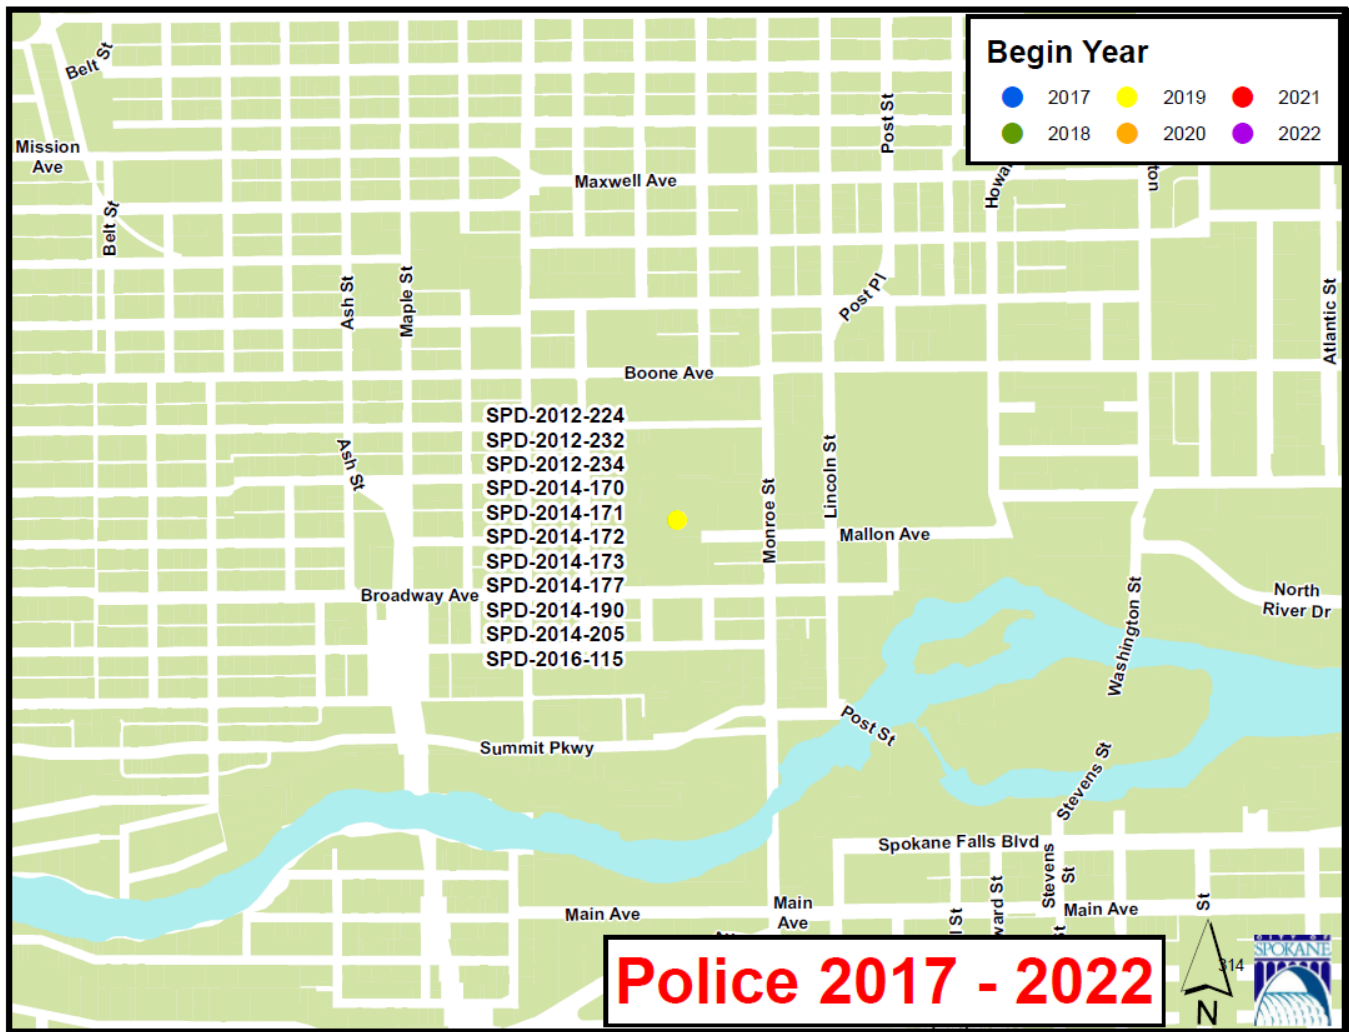 Begin Year
2017
2019
2021
2018
2020
2022
Belt St
Post St
Mission
Ave
Maxwell Ave
Belt St
Ash St
Maple St
Post Pl
Atlantic St
Boone Ave
SPD-2012-224
SPD-2012-232
SPD-2012-234
SPD-2014-170
SPD-2014-171
SPD-2014-172
SPD-2014-173
SPD-2014-177
SPD-2014-190
SPD-2014-205
SPD-2016-115
Ash St
Lincoln St
Monroe St
Mallon Ave
Broadway Ave
North
River Dr
Washington St
Post St
Summit Pkwy
Stevens St
Spokane Falls Blvd
Stevens
St
Main Ave
Main
Ave
Main Ave
St
Police 2017 - 2022
314
N
CITY OF
SPOKANE